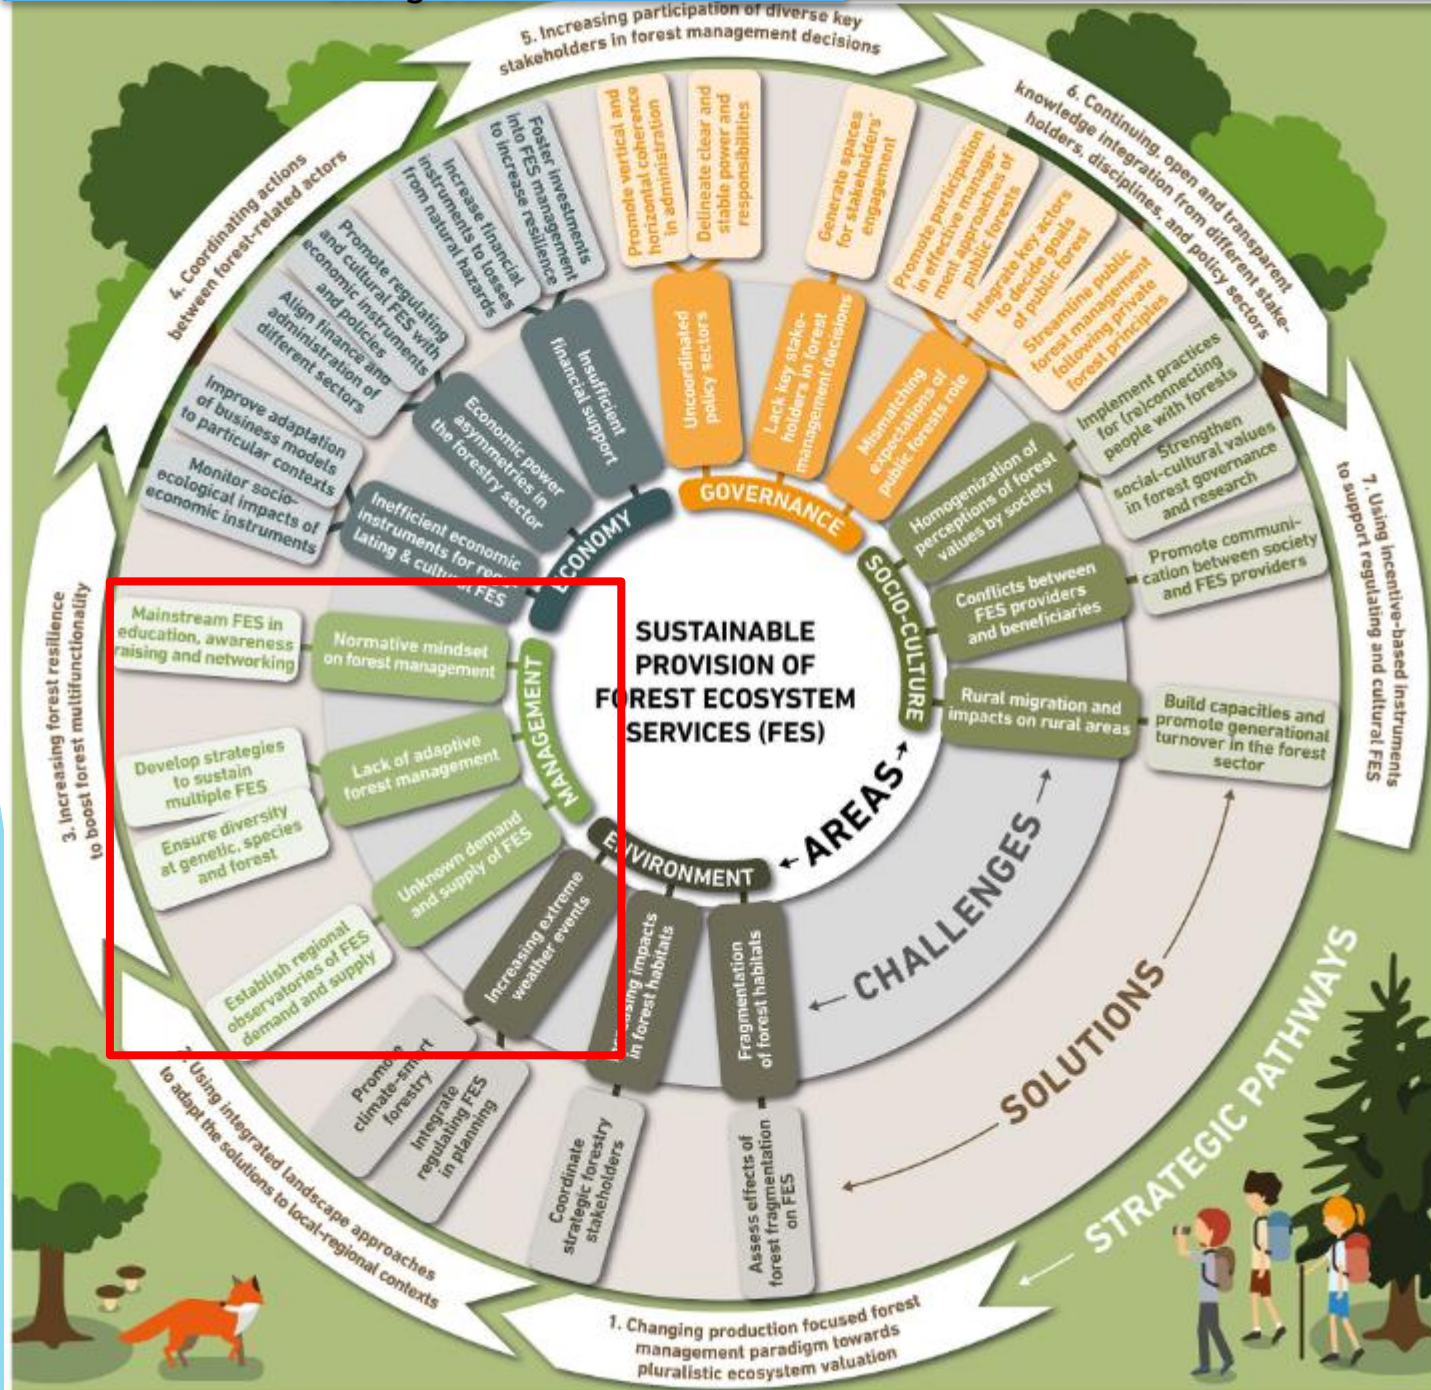 5. Increasing participation of diverse key
stakeholders in forest management decisions
6. Continuing, open and transparent
knowledge integration from different stake-
holders, disciplines, and policy sectors
7. Using incentive-based instruments
to support regulating and cultural FES
4. Coordinating actions
between forest-related actors
3. Increasing forest resilience
to boost forest multifunctionality
2. Using integrated landscape approaches
to adapt the solutions to local-regional contexts
1. Changing production focused forest
management paradigm towards
pluralistic ecosystem valuation
SUSTAINABLE
PROVISION OF
FOREST ECOSYSTEM
SERVICES (FES)
AREAS
CHALLENGES
SOLUTIONS
STRATEGIC PATHWAYS
GOVERNANCE
Uncoordinated
policy sectors
Promote vertical and
horizontal coherence
in administration
Delineate clear and
stable power and
responsibilities
Lack key stake-
holders in forest
management decisions
Generate spaces
for stakeholders'
engagement
Mismatching
expectations of
public forests role
Promote participation
in effective manage-
ment approaches of
public forests
Integrate key actors
to decide goals
of public forest
Streamline public
forest management
following private
forest principles
SOCIO-CULTURE
Homogenization of
perceptions of forest
values by society
Implement practices
for (re)connecting
people with forests
Strengthen
social-cultural values
in forest governance
and research
Conflicts between
FES providers
and beneficiaries
Promote communi-
cation between society
and FES providers
Rural migration and
impacts on rural areas
Build capacities and
promote generational
turnover in the forest
sector
ENVIRONMENT
Fragmentation
of forest habitats
Assess effects of
forest fragmentation
on FES
impacts
in forest habitats
Coordinate
strategic forestry
stakeholders
Increasing extreme
weather events
Promote
climate-smart
forestry
Integrate
regulating FES
in planning
MANAGEMENT
Unknown demand
and supply of FES
Establish regional
observatories of FES
demand and supply
Lack of adaptive
forest management
Develop strategies
to sustain
multiple FES
Ensure diversity
at genetic, species
and forest
Normative mindset
on forest management
Mainstream FES in
education, awareness
raising and networking
ECONOMY
Inefficient economic
instruments for regu-
lating & cultural FES
Monitor socio-
ecological impacts of
economic instruments
Improve adaptation
of business models
to particular contexts
Economic power
asymmetries in
the forestry sector
Align finance and
administration of
different sectors
Promote regulating
and cultural FES with
economic instruments
and policies
Insufficient
financial support
Increase financial
instruments to losses
from natural hazards
Foster investments
into FES management
to increase resilience